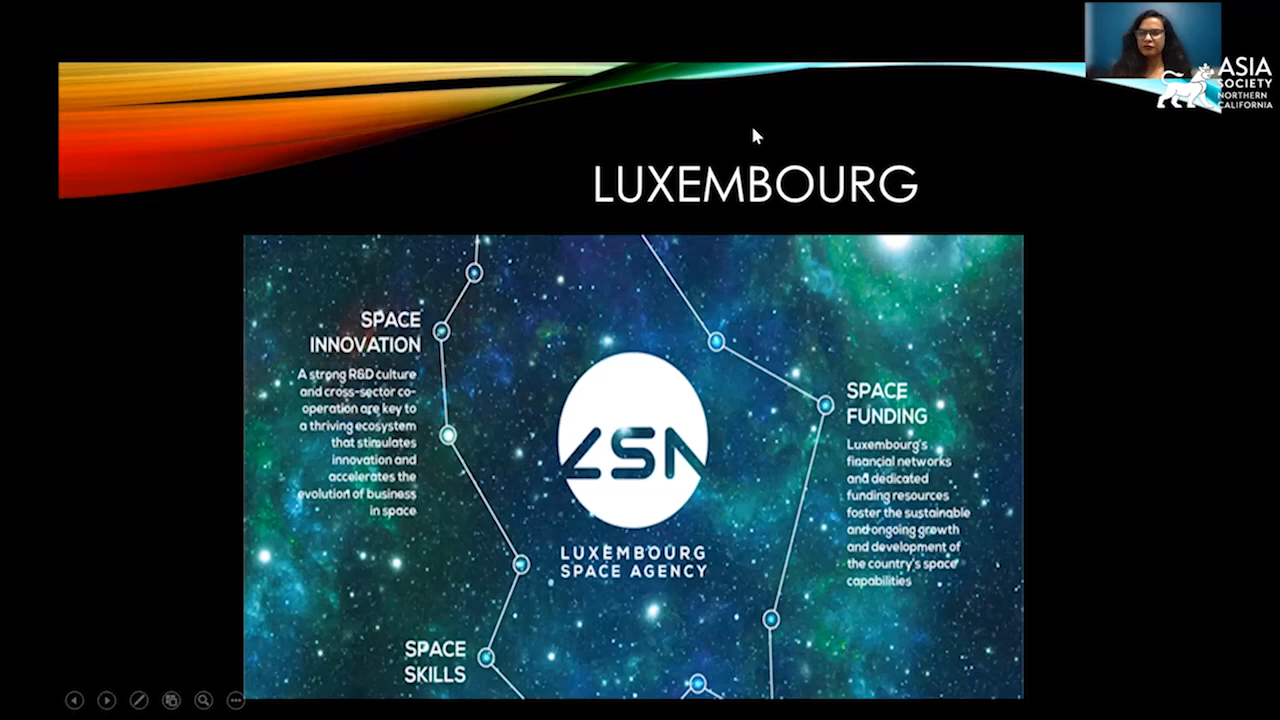 ASIA
SOCIETY
NORTHERN
CALIFORNIA
LUXEMBOURG
SPACE
INNOVATION
A strong R&D culture
and cross-sector co-
operation are key to
a thriving ecosystem
that stimulates
innovation and
accelerates the
evolution of business
in space
LSA
LUXEMBOURG
SPACE AGENCY
SPACE
FUNDING
Luxembourg's
financial networks
and dedicated
funding resources
foster the sustainable
and ongoing growth
and development of
the country's space
capabilities
SPACE
SKILLS